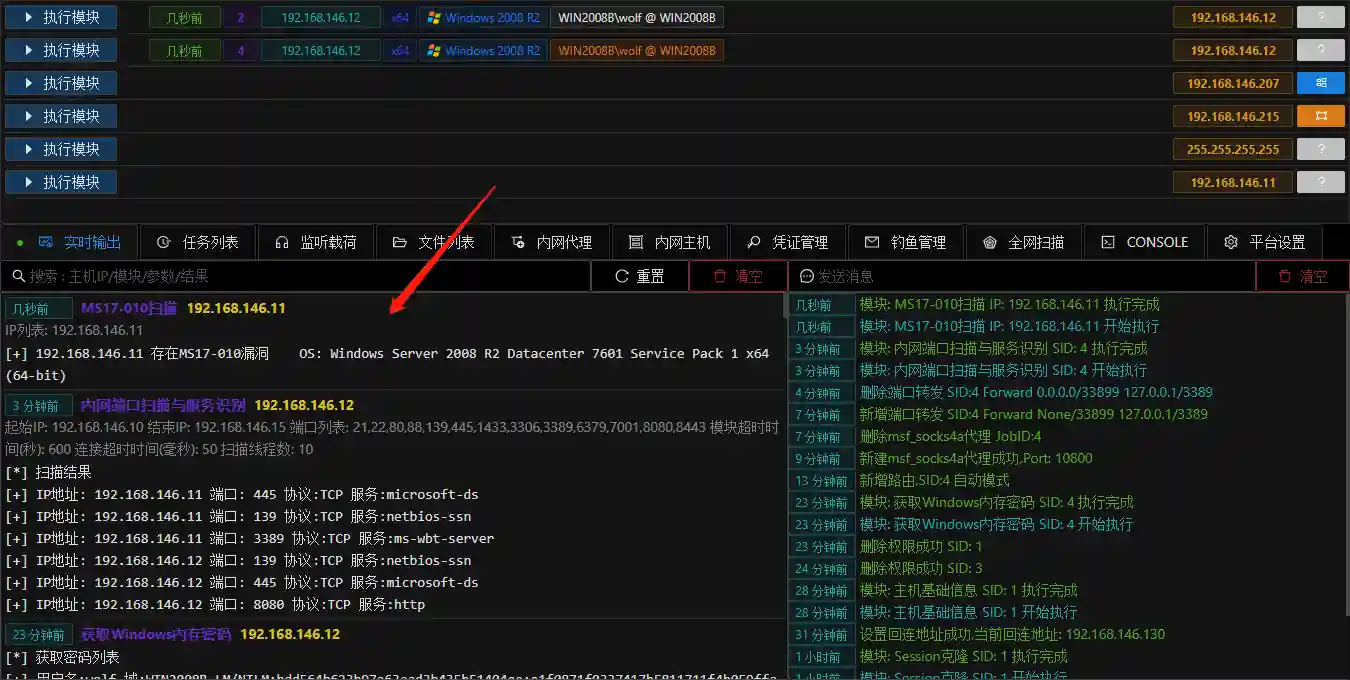 执行模块 几秒前 2 192.168.146.12 x64 Windows 2008 R2 WIN2008B\wolf @ WIN2008B 192.168.146.12 ?
执行模块 几秒前 4 192.168.146.12 x64 Windows 2008 R2 WIN2008B\wolf @ WIN2008B 192.168.146.12 ?
执行模块 192.168.146.207
执行模块 192.168.146.215
执行模块 255.255.255.255 ?
执行模块 192.168.146.11 ?
实时输出 任务列表 监听载荷 文件列表 内网代理 内网主机 凭证管理 钓鱼管理 全网扫描 CONSOLE 平台设置
搜索 : 主机IP/模块/参数/结果 重置 清空 发送消息 清空
几秒前 MS17-010扫描 192.168.146.11
IP列表: 192.168.146.11
[+] 192.168.146.11 存在MS17-010漏洞 OS: Windows Server 2008 R2 Datacenter 7601 Service Pack 1 x64
(64-bit)
3 分钟前 内网端口扫描与服务识别 192.168.146.12
起始IP: 192.168.146.10 结束IP: 192.168.146.15 端口列表: 21,22,80,88,139,445,1433,3306,3389,6379,7001,8080,8443 模块超时时
间(秒): 600 连接超时时间(毫秒): 50 扫描线程数: 10
[*] 扫描结果
[+] IP地址: 192.168.146.11 端口: 445 协议:TCP 服务:microsoft-ds
[+] IP地址: 192.168.146.11 端口: 139 协议:TCP 服务:netbios-ssn
[+] IP地址: 192.168.146.11 端口: 3389 协议:TCP 服务:ms-wbt-server
[+] IP地址: 192.168.146.12 端口: 139 协议:TCP 服务:netbios-ssn
[+] IP地址: 192.168.146.12 端口: 445 协议:TCP 服务:microsoft-ds
[+] IP地址: 192.168.146.12 端口: 8080 协议:TCP 服务:http
23 分钟前 获取Windows内存密码 192.168.146.12
[*] 获取密码列表
[+] 用户名:wolf 域:WIN2008B
几秒前 模块: MS17-010扫描 IP: 192.168.146.11 执行完成
几秒前 模块: MS17-010扫描 IP: 192.168.146.11 开始执行
3 分钟前 模块: 内网端口扫描与服务识别 SID: 4 执行完成
3 分钟前 模块: 内网端口扫描与服务识别 SID: 4 开始执行
4 分钟前 删除端口转发 SID:4 Forward 0.0.0.0/33899 127.0.0.1/3389
7 分钟前 新增端口转发 SID:4 Forward None/33899 127.0.0.1/3389
7 分钟前 删除msf_socks4a代理 JobID:4
9 分钟前 新建msf_socks4a代理成功,Port: 10800
13 分钟前 新增路由,SID:4 自动模式
23 分钟前 模块: 获取Windows内存密码 SID: 4 执行完成
23 分钟前 模块: 获取Windows内存密码 SID: 4 开始执行
23 分钟前 删除权限成功 SID: 1
24 分钟前 删除权限成功 SID: 3
28 分钟前 模块: 主机基础信息 SID: 1 执行完成
28 分钟前 模块: 主机基础信息 SID: 1 开始执行
31 分钟前 设置回连地址成功,当前回连地址: 192.168.146.130
1 小时前 模块: Session克隆 SID: 1 执行完成
1 小时前 模块: Session克隆 SID: 1 开始执行